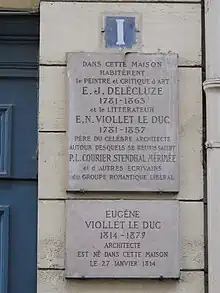 1
DANS CETTE MAISON
HABITÈRENT
le PEINTRE et CRITIQUE d'ART
E.J. DELÉCLUZE
1781-1863
et le LITTÉRATEUR
E.N. VIOLLET LE DUC
1781-1857
PÈRE DU CÉLÈBRE ARCHITECTE
AUTOUR DESQUELS SE RÉUNISSAIENT
P.L. COURIER, STENDHAL, MÉRIMÉE
et d'AUTRES ÉCRIVAINS
du GROUPE ROMANTIQUE LIBÉRAL
EUGÈNE
VIOLLET LE DUC
1814-1879
ARCHITECTE
EST NÉ DANS CETTE MAISON
LE 27 JANVIER 1814